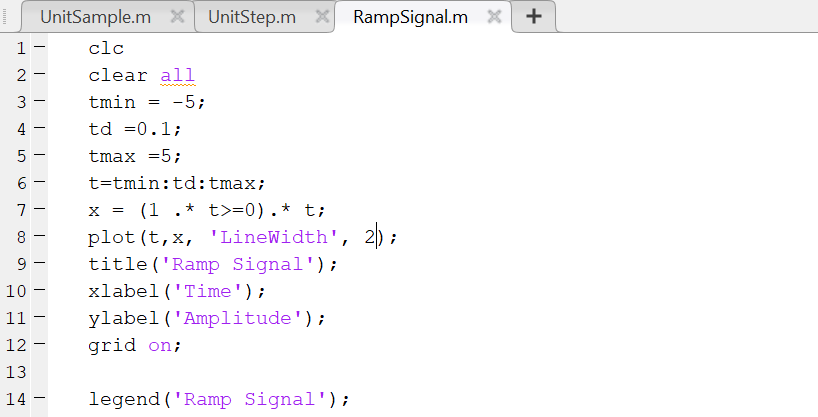 UnitSample.m UnitStep.m RampSignal.m
1 clc
2 clear all
3 tmin = -5;
4 td =0.1;
5 tmax =5;
6 t=tmin:td:tmax;
7 x = (1 .* t>=0).* t;
8 plot(t,x, 'LineWidth', 2);
9 title('Ramp Signal');
10 xlabel('Time');
11 ylabel('Amplitude');
12 grid on;
13
14 legend('Ramp Signal');